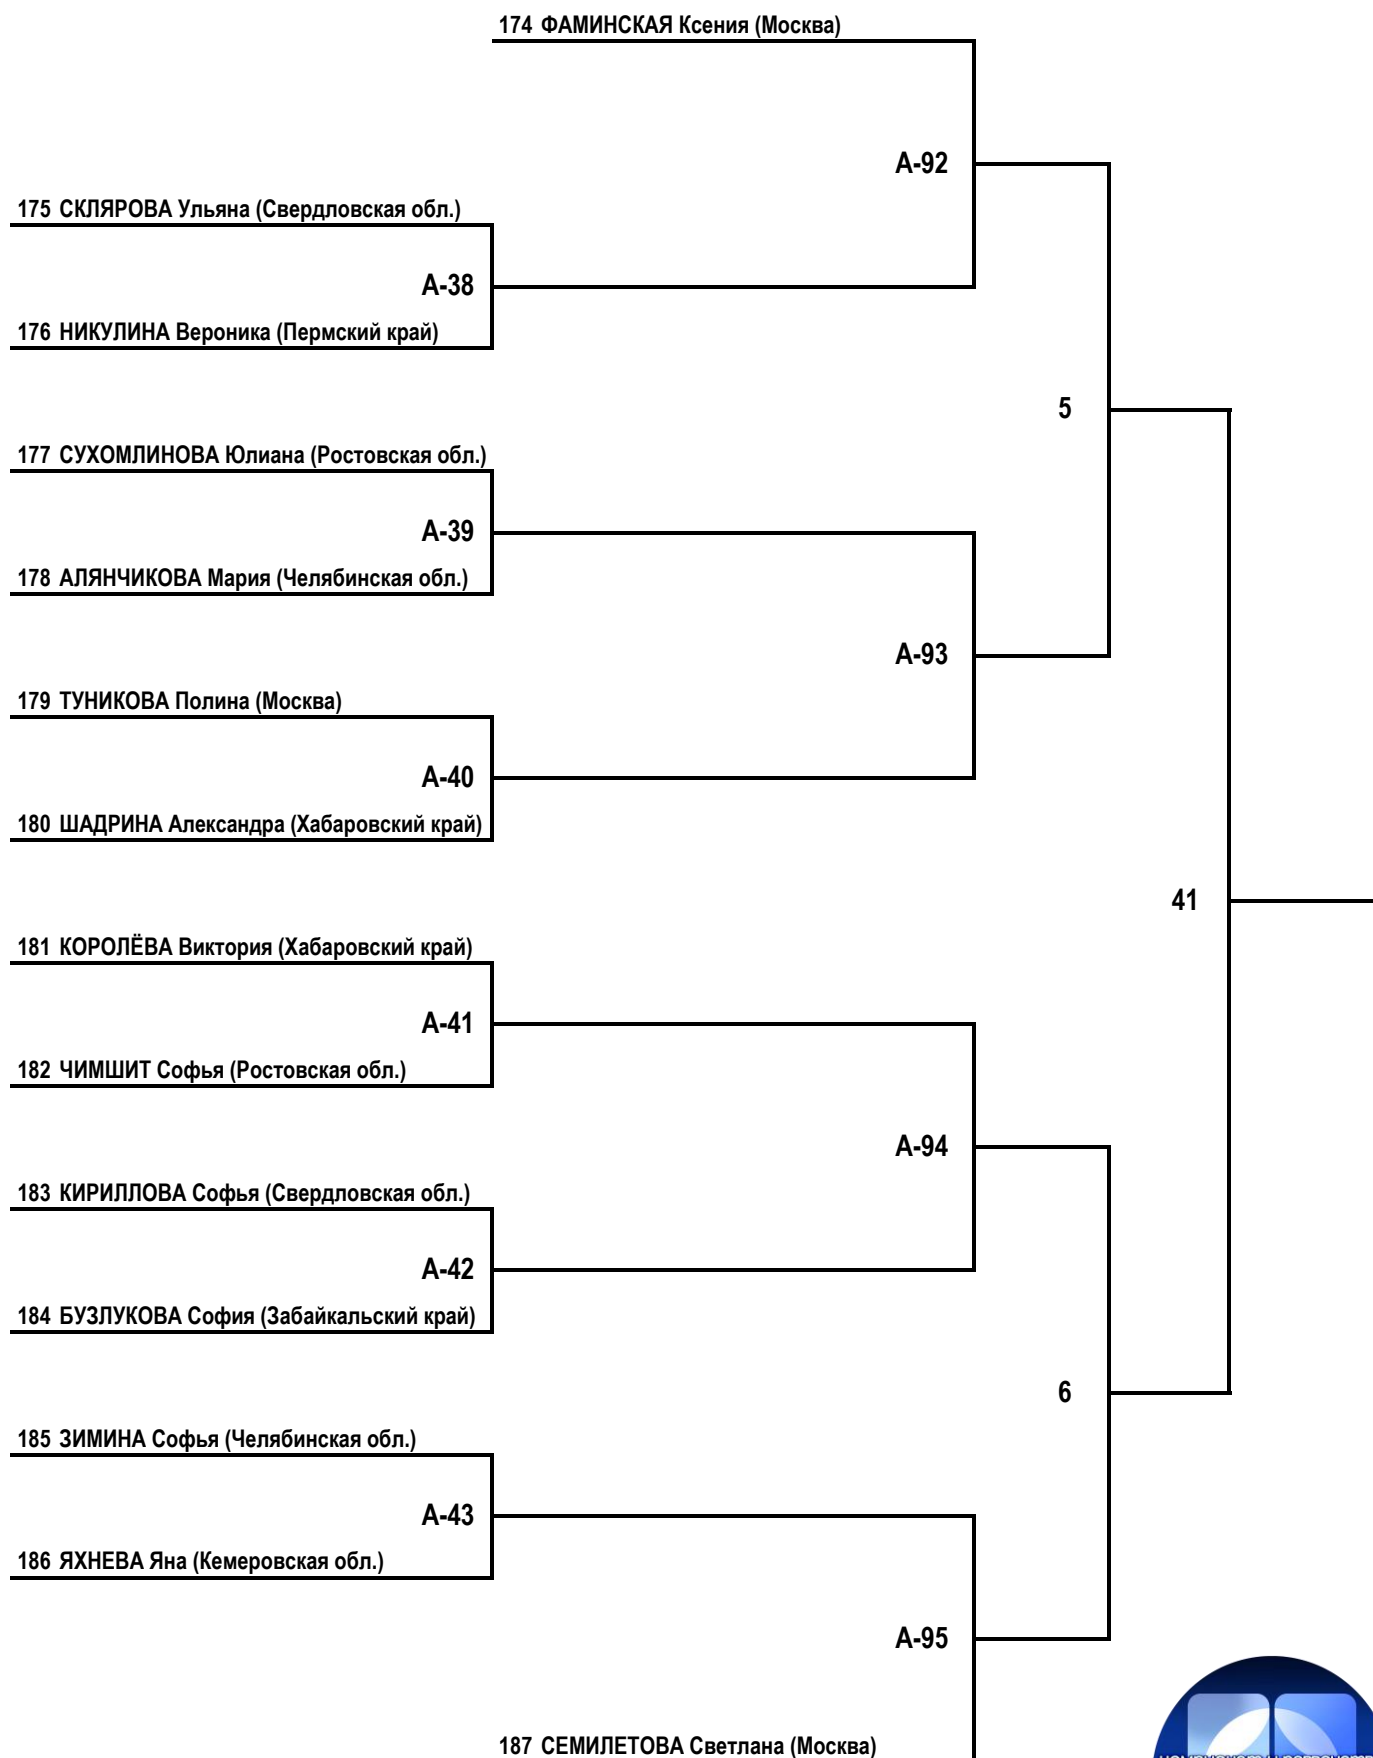 174 ФАМИНСКАЯ Ксения (Москва)
А-92
175 СКЛЯРОВА Ульяна (Свердловская обл.)
А-38
176 НИКУЛИНА Вероника (Пермский край)
5
177 СУХОМЛИНОВА Юлиана (Ростовская обл.)
А-39
178 АЛЯНЧИКОВА Мария (Челябинская обл.)
А-93
179 ТУНИКОВА Полина (Москва)
А-40
180 ШАДРИНА Александра (Хабаровский край)
41
181 КОРОЛЁВА Виктория (Хабаровский край)
А-41
182 ЧИМШИТ Софья (Ростовская обл.)
А-94
183 КИРИЛЛОВА Софья (Свердловская обл.)
А-42
184 БУЗЛУКОВА София (Забайкальский край)
6
185 ЗИМИНА Софья (Челябинская обл.)
А-43
186 ЯХНЕВА Яна (Кемеровская обл.)
А-95
187 СЕМИЛЕТОВА Светлана (Москва)